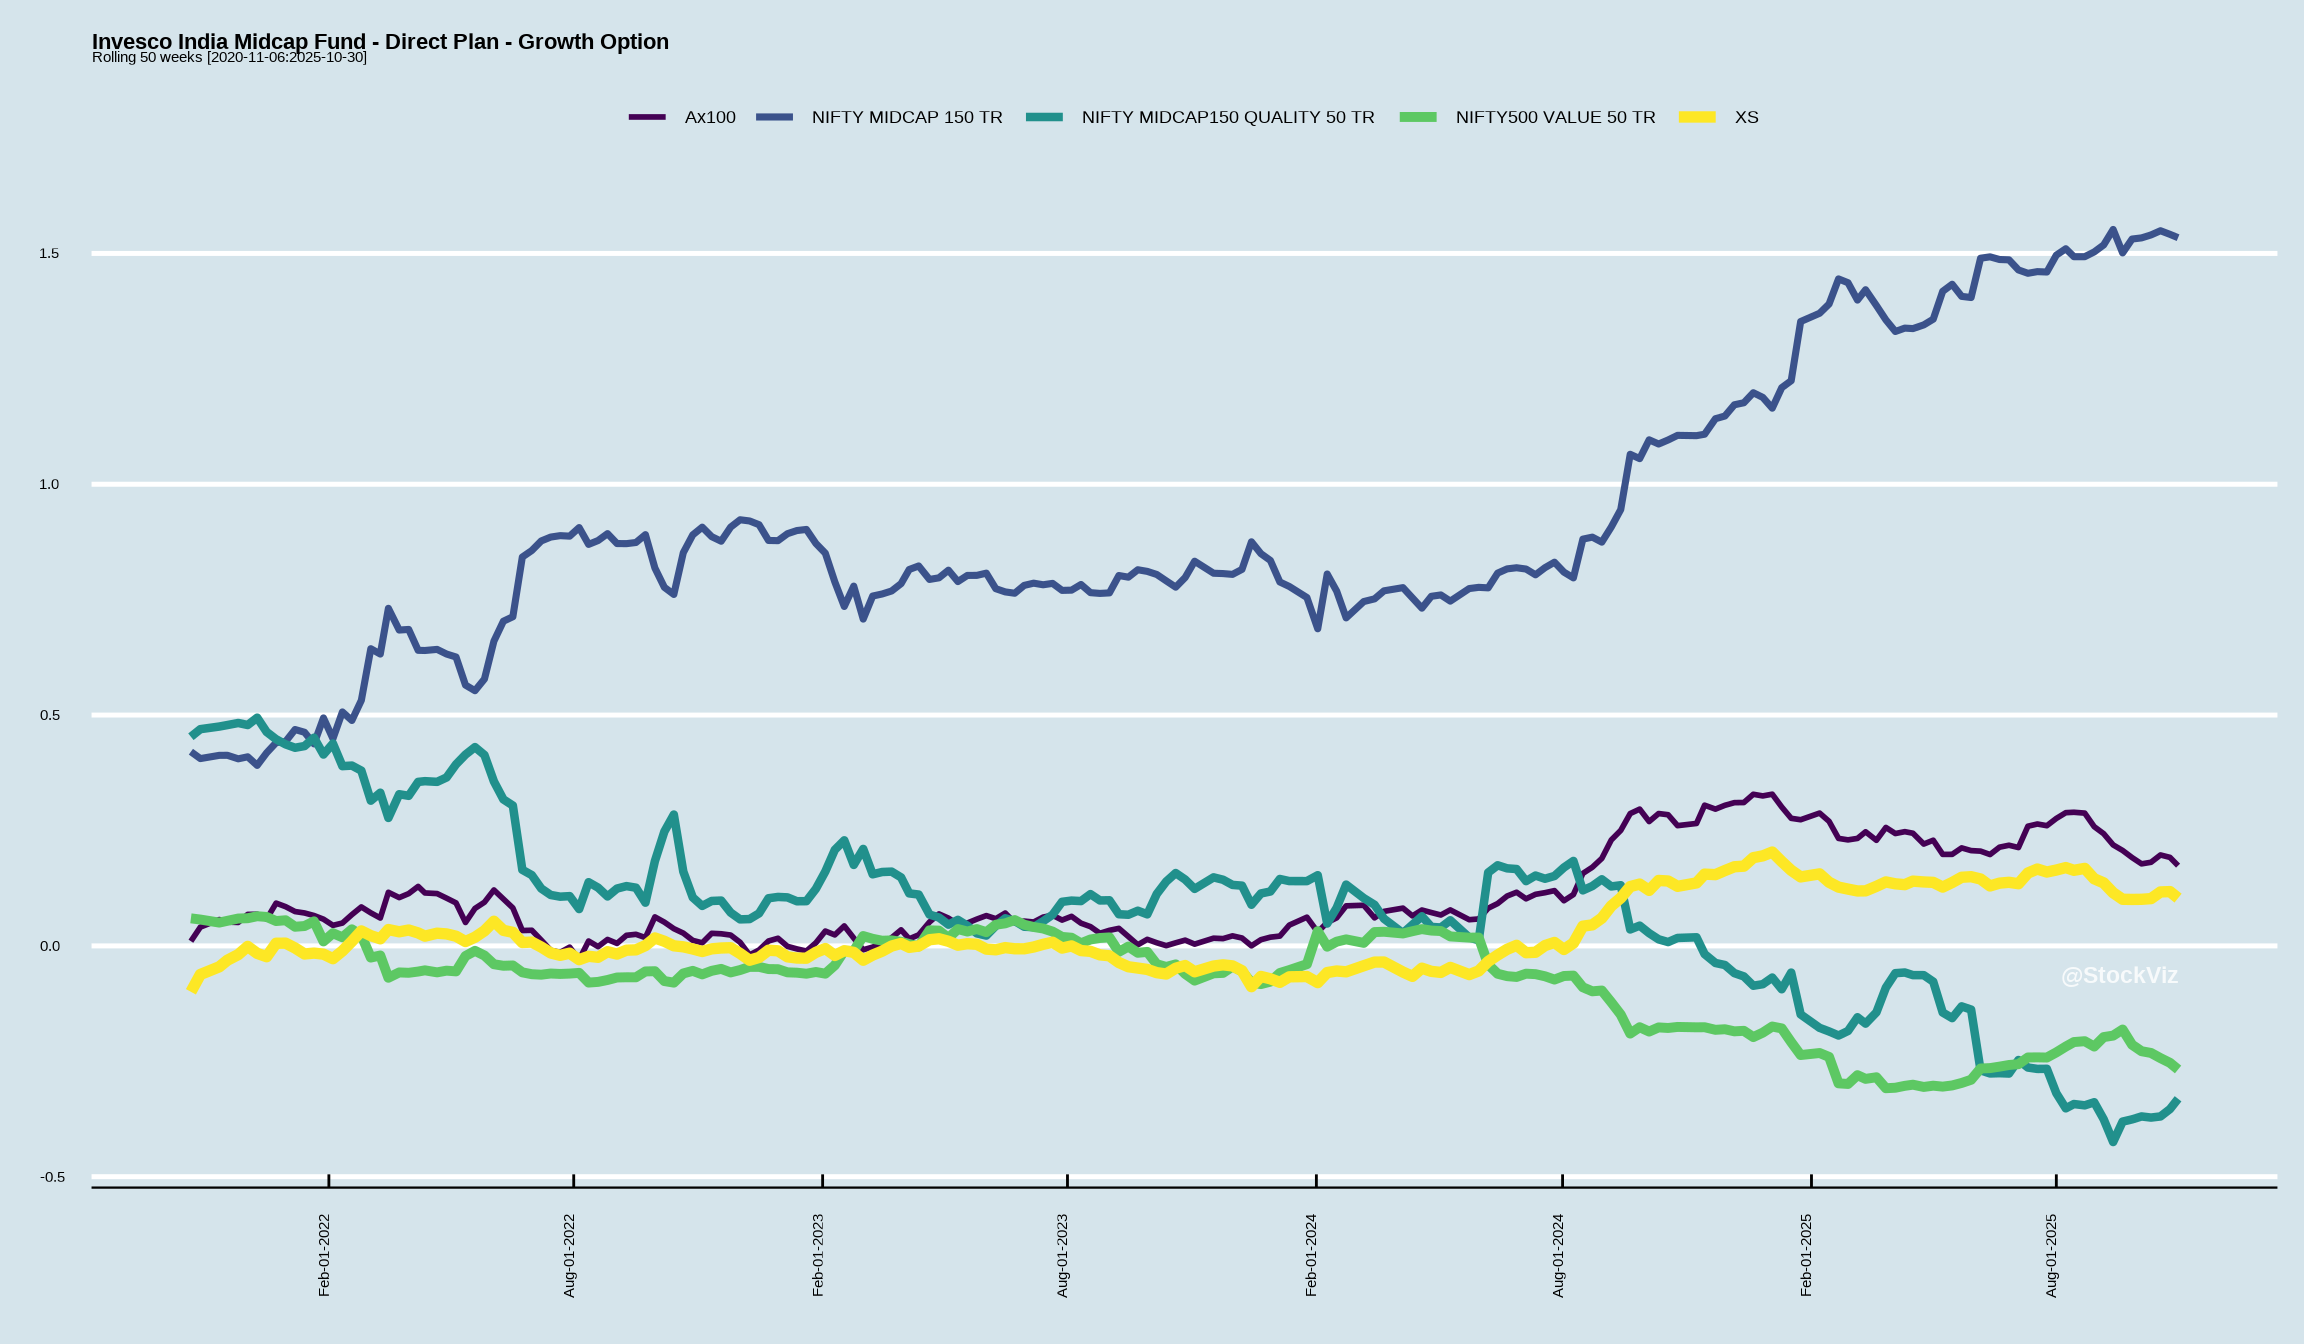 Invesco India Midcap Fund - Direct Plan - Growth Option
Rolling 50 weeks [2020-11-06:2025-10-30]
Ax100 NIFTY MIDCAP 150 TR NIFTY MIDCAP150 QUALITY 50 TR NIFTY500 VALUE 50 TR XS
1.5
1.0
0.5
0.0
@StockViz
-0.5
Feb-01-2022 Aug-01-2022 Feb-01-2023 Aug-01-2023 Feb-01-2024 Aug-01-2024 Feb-01-2025 Aug-01-2025